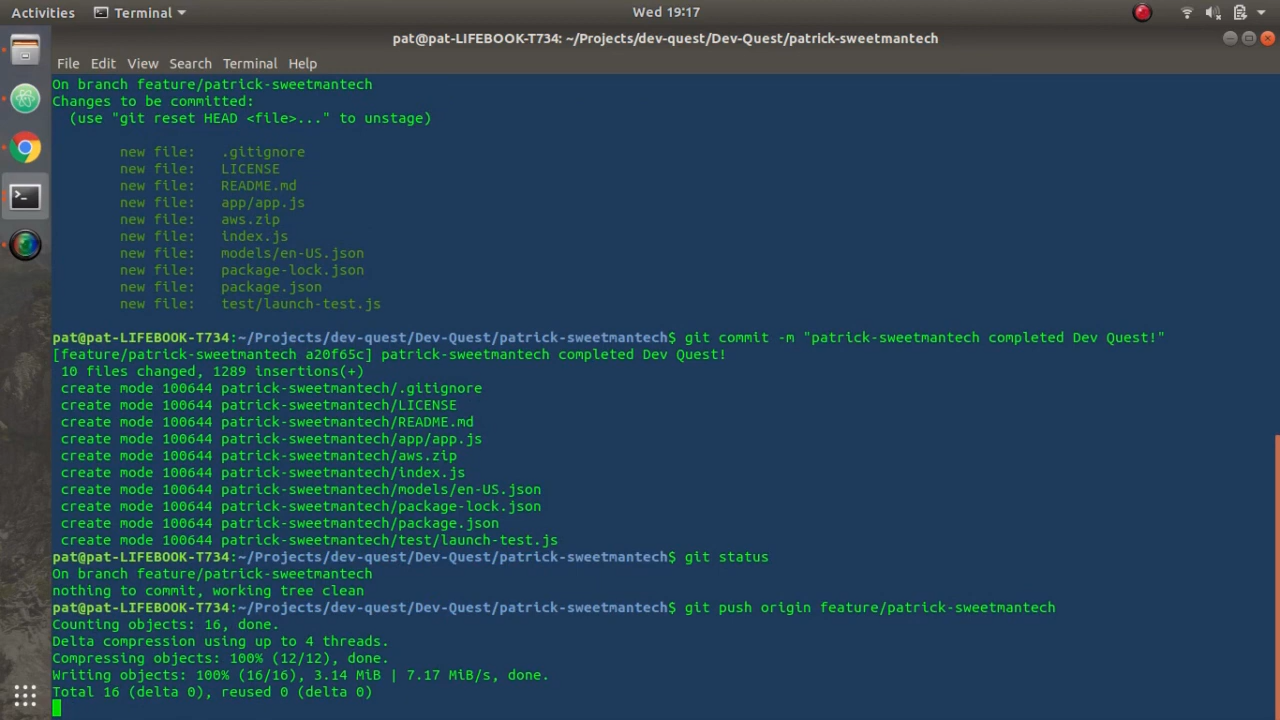 Activities Terminal Wed 19:17
pat@pat-LIFEBOOK-T734: ~/Projects/dev-quest/Dev-Quest/patrick-sweetmantech
File Edit View Search Terminal Help
On branch feature/patrick-sweetmantech
Changes to be committed:
  (use "git reset HEAD <file>..." to unstage)
        new file:   .gitignore
        new file:   LICENSE
        new file:   README.md
        new file:   app/app.js
        new file:   aws.zip
        new file:   index.js
        new file:   models/en-US.json
        new file:   package-lock.json
        new file:   package.json
        new file:   test/launch-test.js
pat@pat-LIFEBOOK-T734:~/Projects/dev-quest/Dev-Quest/patrick-sweetmantech$ git commit -m "patrick-sweetmantech completed Dev Quest!"
[feature/patrick-sweetmantech a20f65c] patrick-sweetmantech completed Dev Quest!
 10 files changed, 1289 insertions(+)
 create mode 100644 patrick-sweetmantech/.gitignore
 create mode 100644 patrick-sweetmantech/LICENSE
 create mode 100644 patrick-sweetmantech/README.md
 create mode 100644 patrick-sweetmantech/app/app.js
 create mode 100644 patrick-sweetmantech/aws.zip
 create mode 100644 patrick-sweetmantech/index.js
 create mode 100644 patrick-sweetmantech/models/en-US.json
 create mode 100644 patrick-sweetmantech/package-lock.json
 create mode 100644 patrick-sweetmantech/package.json
 create mode 100644 patrick-sweetmantech/test/launch-test.js
pat@pat-LIFEBOOK-T734:~/Projects/dev-quest/Dev-Quest/patrick-sweetmantech$ git status
On branch feature/patrick-sweetmantech
nothing to commit, working tree clean
pat@pat-LIFEBOOK-T734:~/Projects/dev-quest/Dev-Quest/patrick-sweetmantech$ git push origin feature/patrick-sweetmantech
Counting objects: 16, done.
Delta compression using up to 4 threads.
Compressing objects: 100% (12/12), done.
Writing objects: 100% (16/16), 3.14 MiB | 7.17 MiB/s, done.
Total 16 (delta 0), reused 0 (delta 0)